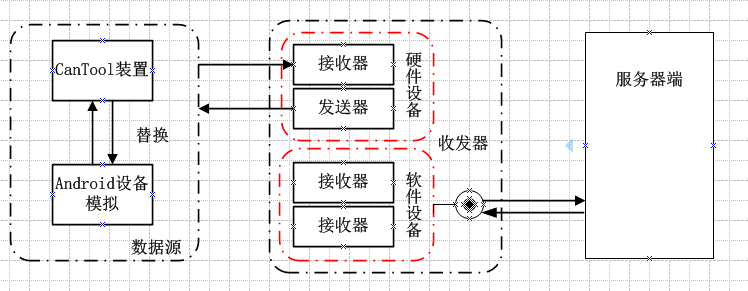 CanTool装置
替换
Android设备
模拟
数据源
接收器
发送器
硬件设备
收发器
接收器
接收器
软件设备
服务器端